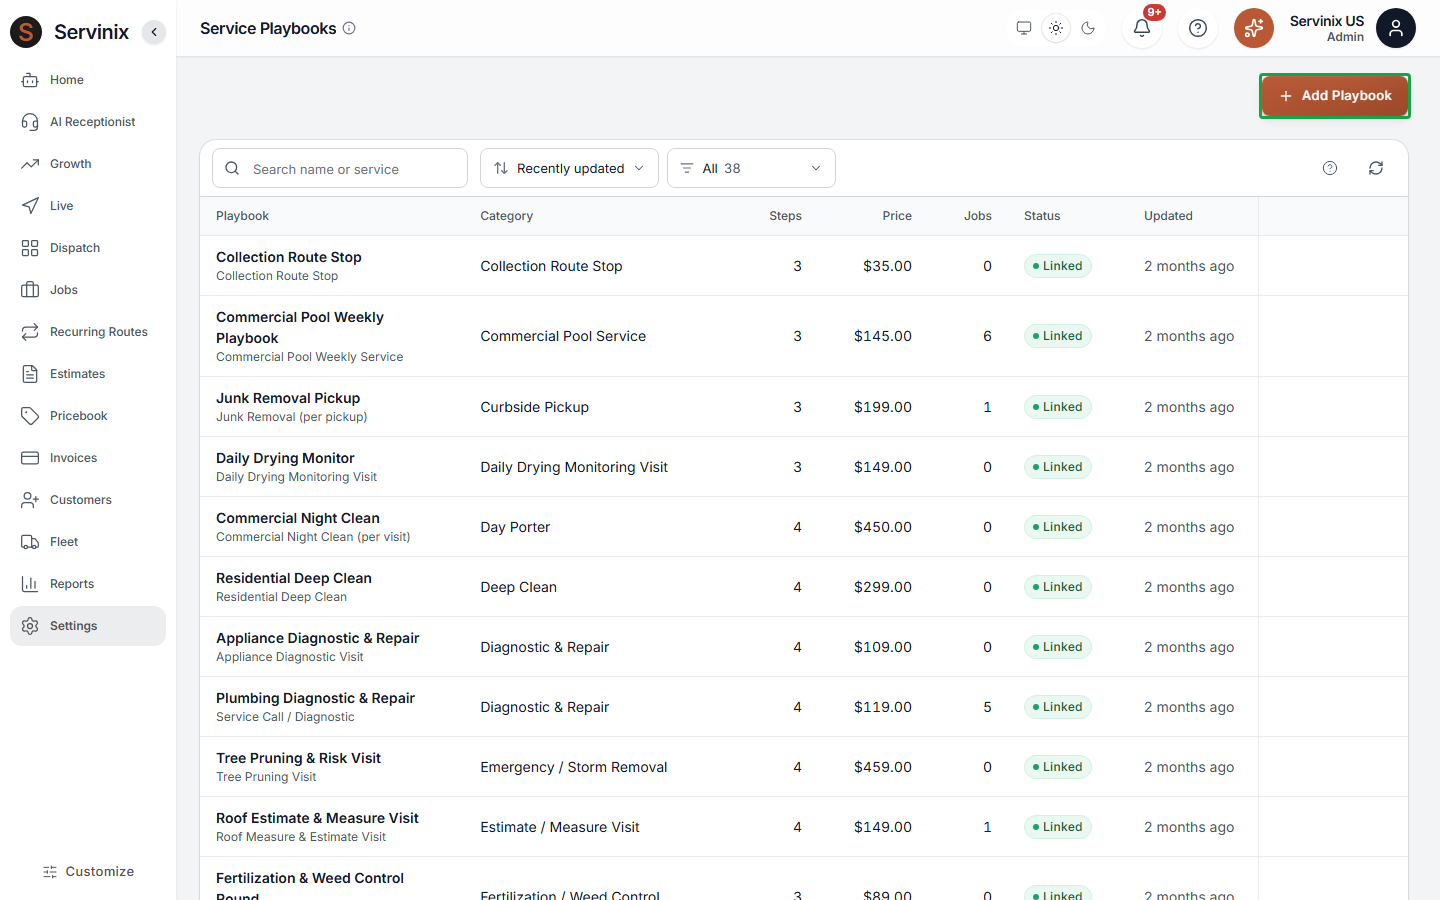 S Servinix
Home
AI Receptionist
Growth
Live
Dispatch
Jobs
Recurring Routes
Estimates
Pricebook
Invoices
Customers
Fleet
Reports
Settings
Customize
Service Playbooks
9+
Servinix US
Admin
+ Add Playbook
Search name or service
Recently updated
All 38
Playbook Category Steps Price Jobs Status Updated
Collection Route Stop
Collection Route Stop
Collection Route Stop 3 $35.00 0 Linked 2 months ago
Commercial Pool Weekly
Playbook
Commercial Pool Weekly Service
Commercial Pool Service 3 $145.00 6 Linked 2 months ago
Junk Removal Pickup
Junk Removal (per pickup)
Curbside Pickup 3 $199.00 1 Linked 2 months ago
Daily Drying Monitor
Daily Drying Monitoring Visit
Daily Drying Monitoring Visit 3 $149.00 0 Linked 2 months ago
Commercial Night Clean
Commercial Night Clean (per visit)
Day Porter 4 $450.00 0 Linked 2 months ago
Residential Deep Clean
Residential Deep Clean
Deep Clean 4 $299.00 0 Linked 2 months ago
Appliance Diagnostic & Repair
Appliance Diagnostic Visit
Diagnostic & Repair 4 $109.00 0 Linked 2 months ago
Plumbing Diagnostic & Repair
Service Call / Diagnostic
Diagnostic & Repair 4 $119.00 5 Linked 2 months ago
Tree Pruning & Risk Visit
Tree Pruning Visit
Emergency / Storm Removal 4 $459.00 0 Linked 2 months ago
Roof Estimate & Measure Visit
Roof Measure & Estimate Visit
Estimate / Measure Visit 4 $149.00 1 Linked 2 months ago
Fertilization & Weed Control
Round
Fertilization / Weed Control 3 $89.00 0 Linked 2 months ago